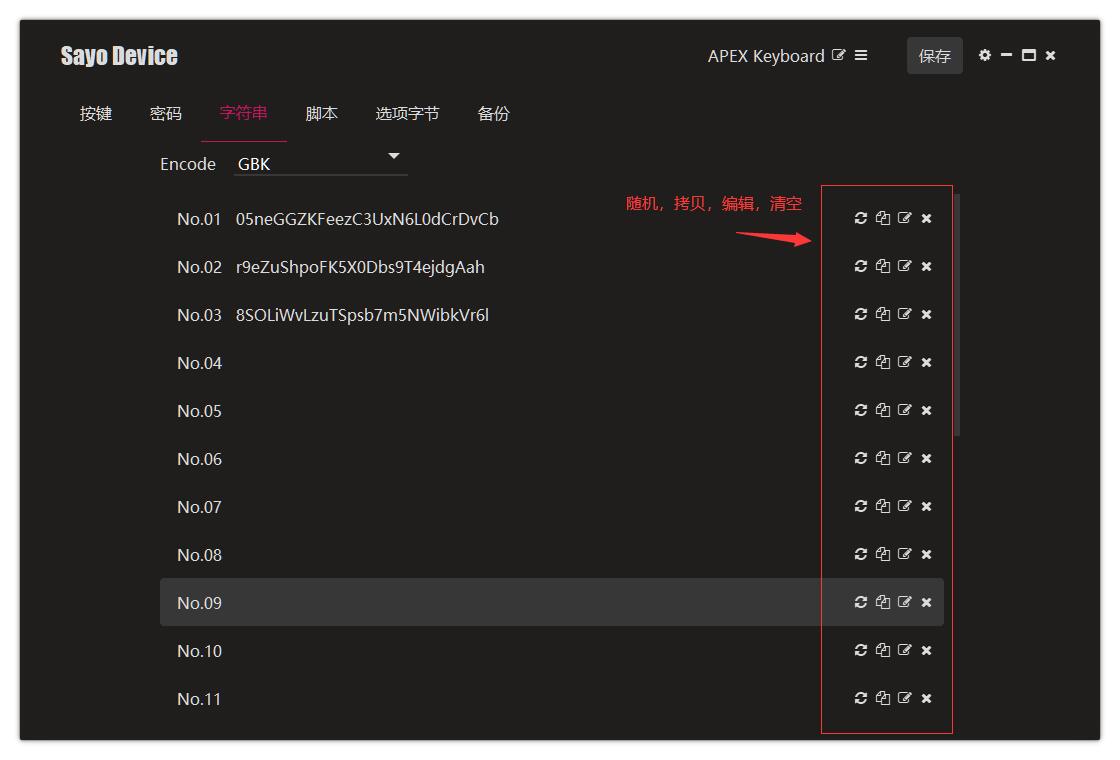 Sayo Device
APEX Keyboard
保存
按键 密码 字符串 脚本 选项字节 备份
Encode GBK
随机，拷贝，编辑，清空
No.01 05neGGZKFeezC3UxN6L0dCrDvCb
No.02 r9eZuShpoFK5X0Dbs9T4ejdgAah
No.03 8SOLiWvLzuTSpsb7m5NWibkVr6l
No.04
No.05
No.06
No.07
No.08
No.09
No.10
No.11